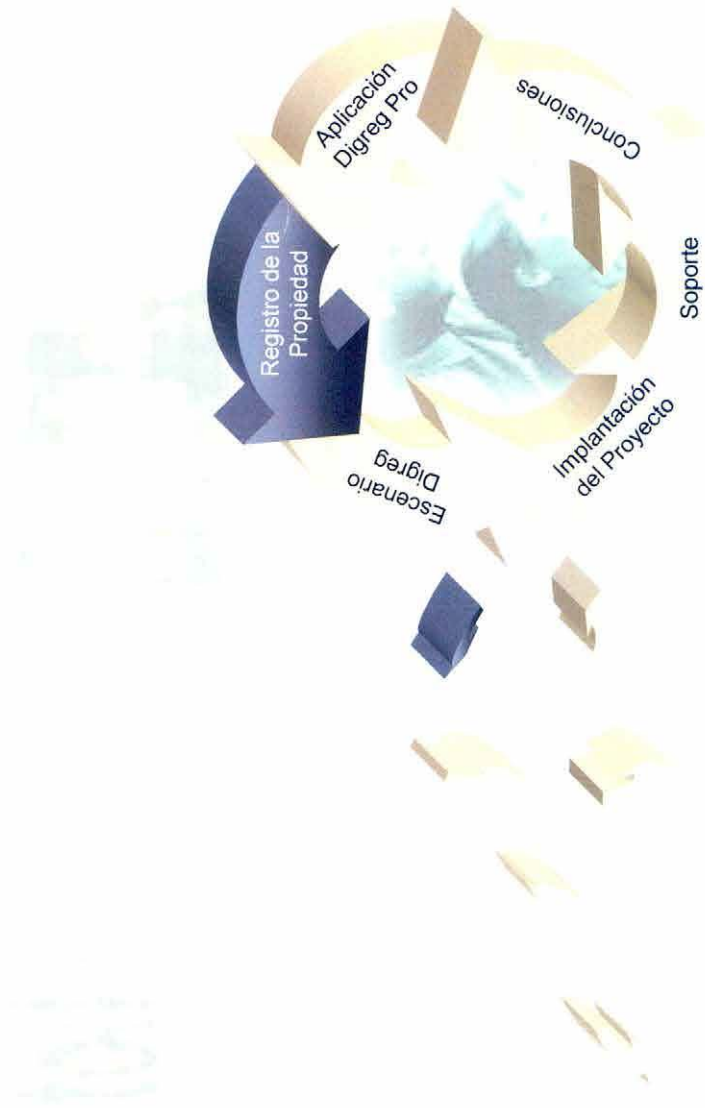 Registro de la
Propiedad
Aplicación
Digreg Pro
Conclusiones
Soporte
Implantación
del Proyecto
Escenario
Digreg